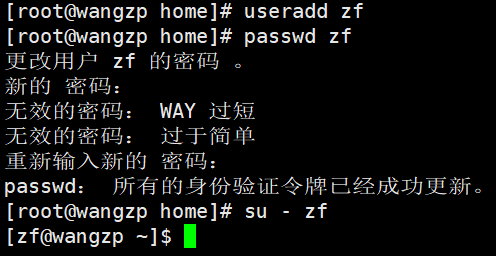 [root@wangzp home]# useradd zf
[root@wangzp home]# passwd zf
更改用户 zf 的密码 。
新的 密码：
无效的密码： WAY 过短
无效的密码： 过于简单
重新输入新的 密码：
passwd： 所有的身份验证令牌已经成功更新。
[root@wangzp home]# su - zf
[zf@wangzp ~]$